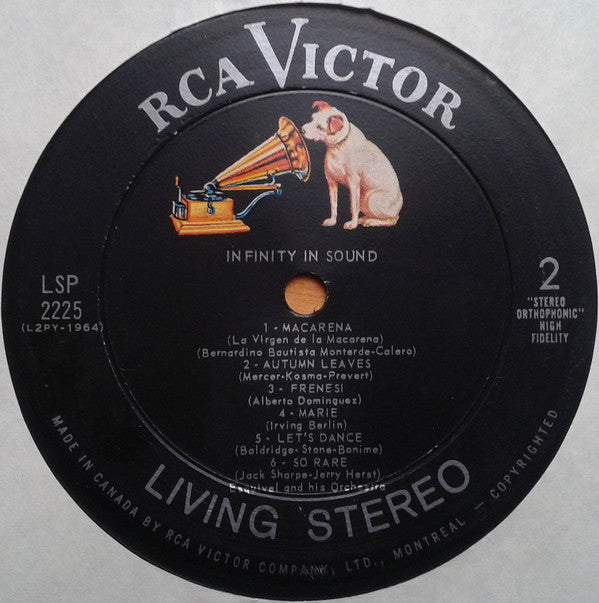 RCA VICTOR
INFINITY IN SOUND
LSP
2225
(L2PY-1964)
2
"STEREO
ORTHOPHONIC"
HIGH
FIDELITY
1 - MACARENA
(La Virgen de la Macarena)
(Bernardino Bautista Monterde-Calero)
2 - AUTUMN LEAVES
(Mercer-Kosma-Prevert)
3 - FRENESI
(Alberto Dominguez)
4 - MARIE
(Irving Berlin)
5 - LET'S DANCE
(Baldridge-Stone-Bonime)
6 - SO RARE
(Jack Sharpe-Jerry Herst)
Esquivel and his Orchestra
LIVING STEREO
MADE IN CANADA BY RCA VICTOR COMPANY, LTD., MONTREAL - COPYRIGHTED